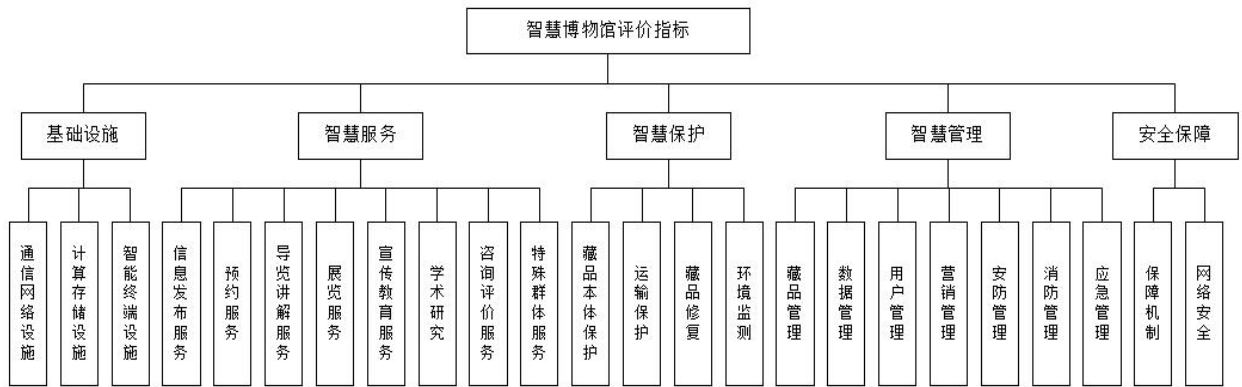 智慧博物馆评价指标
基础设施
智慧服务
智慧保护
智慧管理
安全保障
通信网络设施
计算存储设施
智能终端设施
信息发布服务
预约服务
导览讲解服务
展览服务
宣传教育服务
学术研究
咨询评价服务
特殊群体服务
藏品本体保护
运输保护
藏品修复
环境监测
藏品管理
数据管理
用户管理
营销管理
安防管理
消防管理
应急管理
保障机制
网络安全